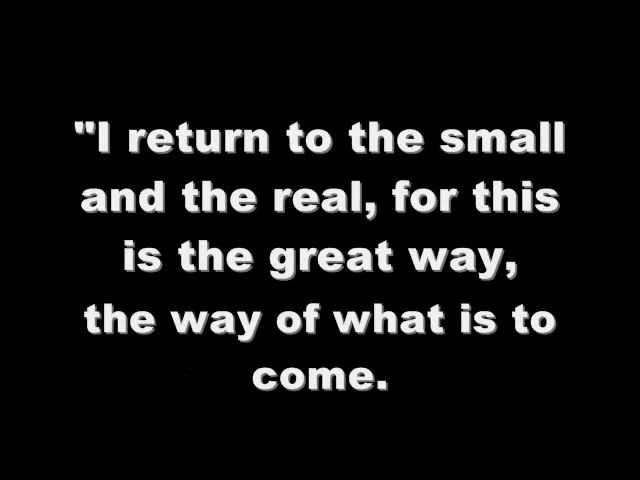 "I return to the small
and the real, for this
is the great way,
the way of what is to
come.